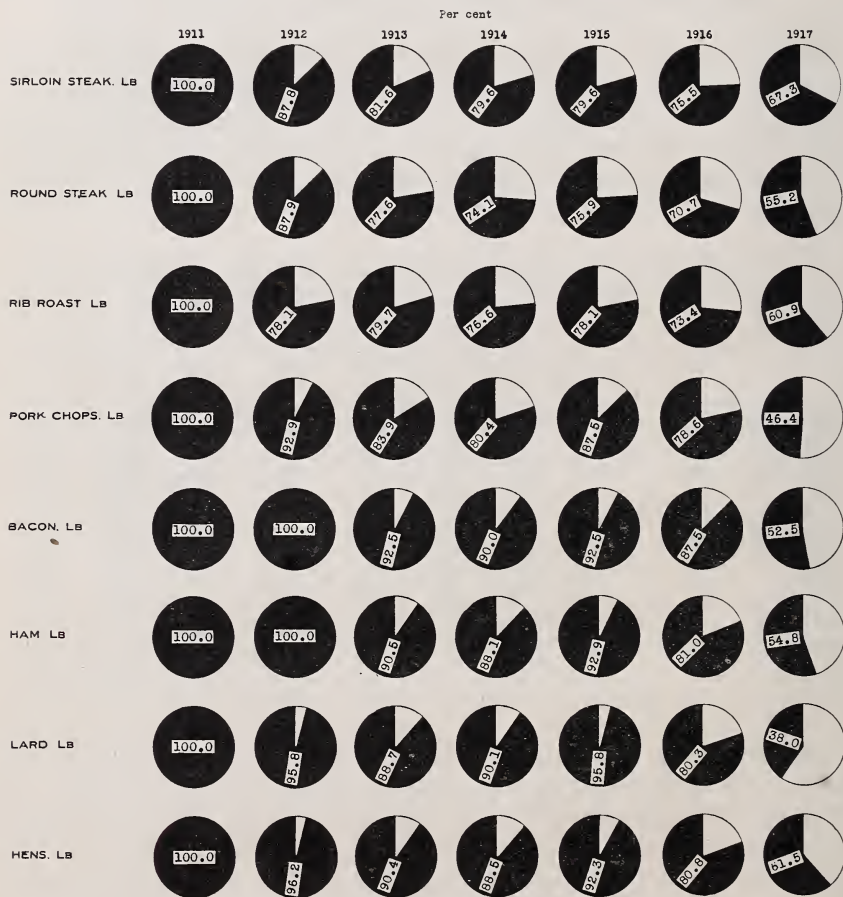 Per cent
1911 1912 1913 1914 1915 1916 1917
SIRLOIN STEAK. LB 100.0 87.8 81.6 79.6 79.6 75.5 67.3
ROUND STEAK LB 100.0 87.9 77.6 74.1 75.9 70.7 55.2
RIB ROAST LB 100.0 78.1 79.7 76.6 78.1 73.4 60.9
PORK CHOPS. LB 100.0 92.9 83.9 80.4 87.5 78.6 46.4
BACON. LB 100.0 100.0 92.5 90.0 92.5 87.5 52.5
HAM LB 100.0 100.0 90.5 88.1 92.9 81.0 54.8
LARD LB 100.0 95.8 88.7 90.1 95.8 80.3 38.0
HENS. LB 100.0 96.2 90.4 88.5 92.3 80.8 61.5